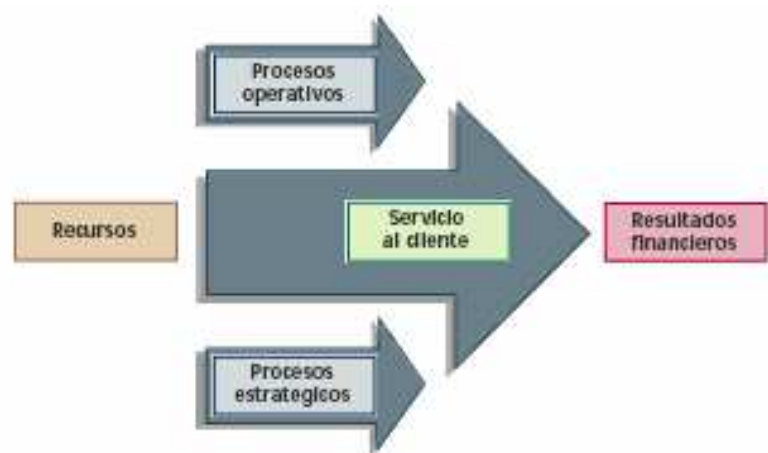 Procesos
operativos
Recursos
Servicio
al cliente
Resultados
financieros
Procesos
estrategicos